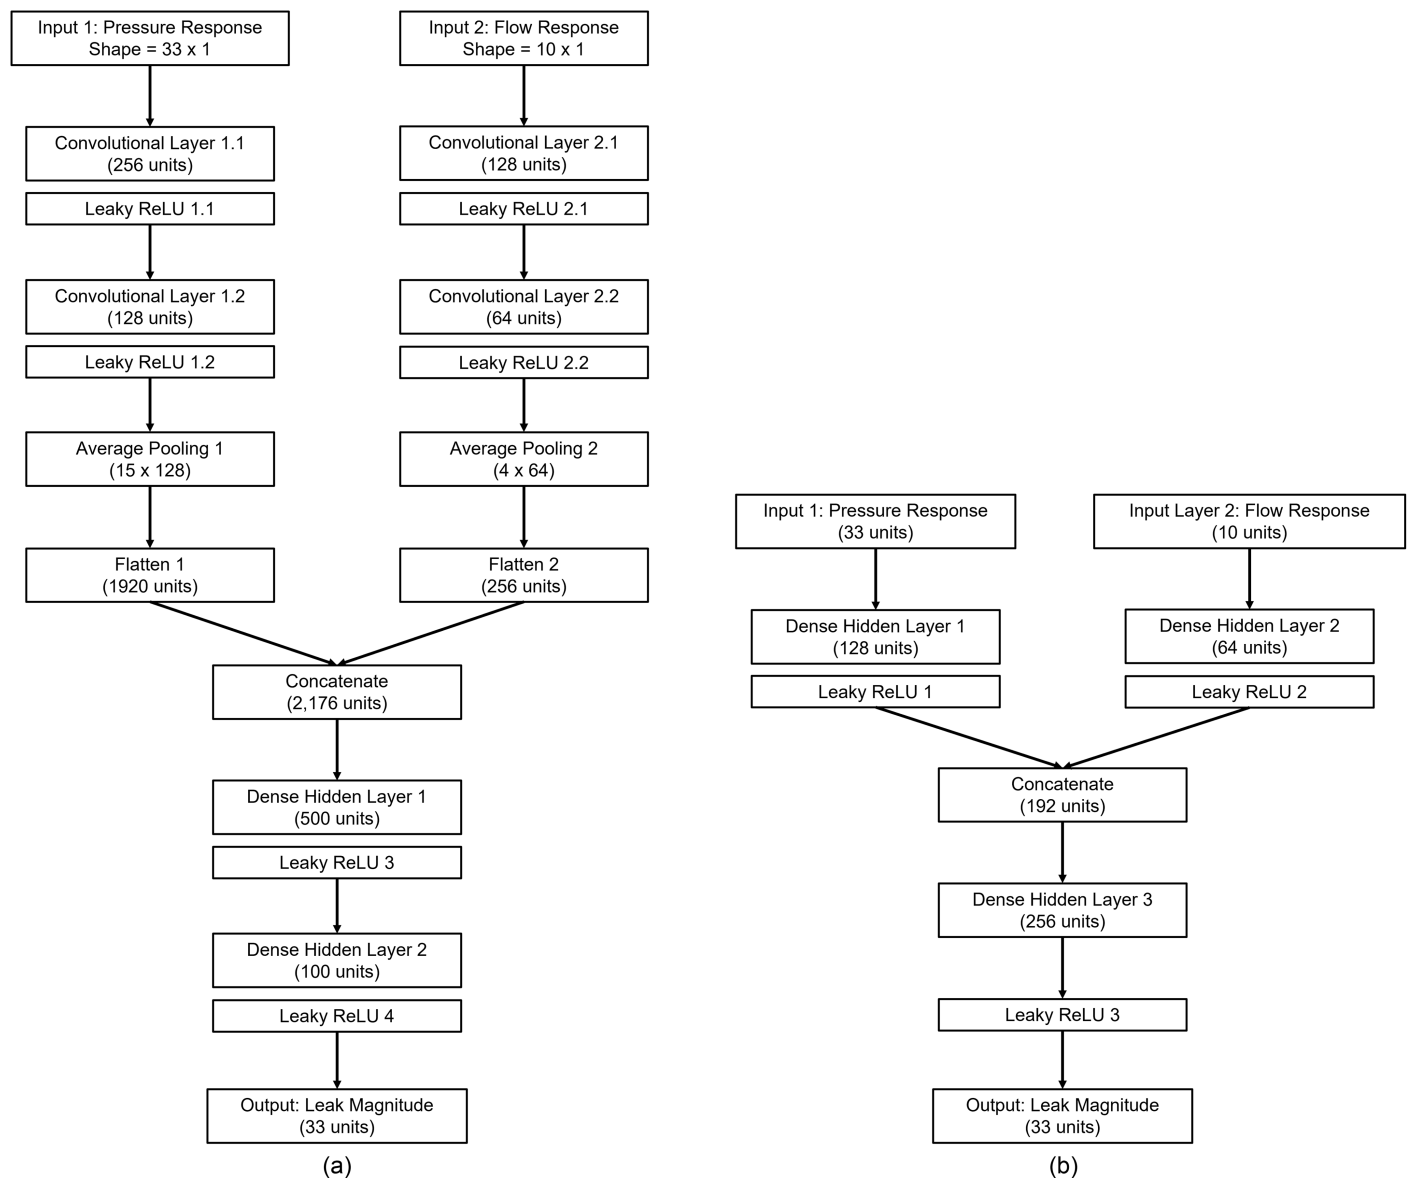 Input 1: Pressure Response
Shape = 33 x 1
Convolutional Layer 1.1
(256 units)
Leaky ReLU 1.1
Convolutional Layer 1.2
(128 units)
Leaky ReLU 1.2
Average Pooling 1
(15 x 128)
Flatten 1
(1920 units)
Input 2: Flow Response
Shape = 10 x 1
Convolutional Layer 2.1
(128 units)
Leaky ReLU 2.1
Convolutional Layer 2.2
(64 units)
Leaky ReLU 2.2
Average Pooling 2
(4 x 64)
Flatten 2
(256 units)
Concatenate
(2,176 units)
Dense Hidden Layer 1
(500 units)
Leaky ReLU 3
Dense Hidden Layer 2
(100 units)
Leaky ReLU 4
Output: Leak Magnitude
(33 units)
(a)
Input 1: Pressure Response
(33 units)
Dense Hidden Layer 1
(128 units)
Leaky ReLU 1
Input Layer 2: Flow Response
(10 units)
Dense Hidden Layer 2
(64 units)
Leaky ReLU 2
Concatenate
(192 units)
Dense Hidden Layer 3
(256 units)
Leaky ReLU 3
Output: Leak Magnitude
(33 units)
(b)